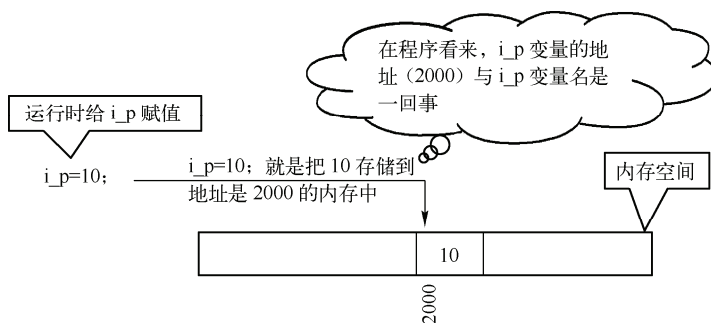 在程序看来，i_p 变量的地
址（2000）与 i_p 变量名是
一回事
运行时给 i_p 赋值
i_p=10；
i_p=10；就是把 10 存储到
地址是 2000 的内存中
内存空间
10
2000